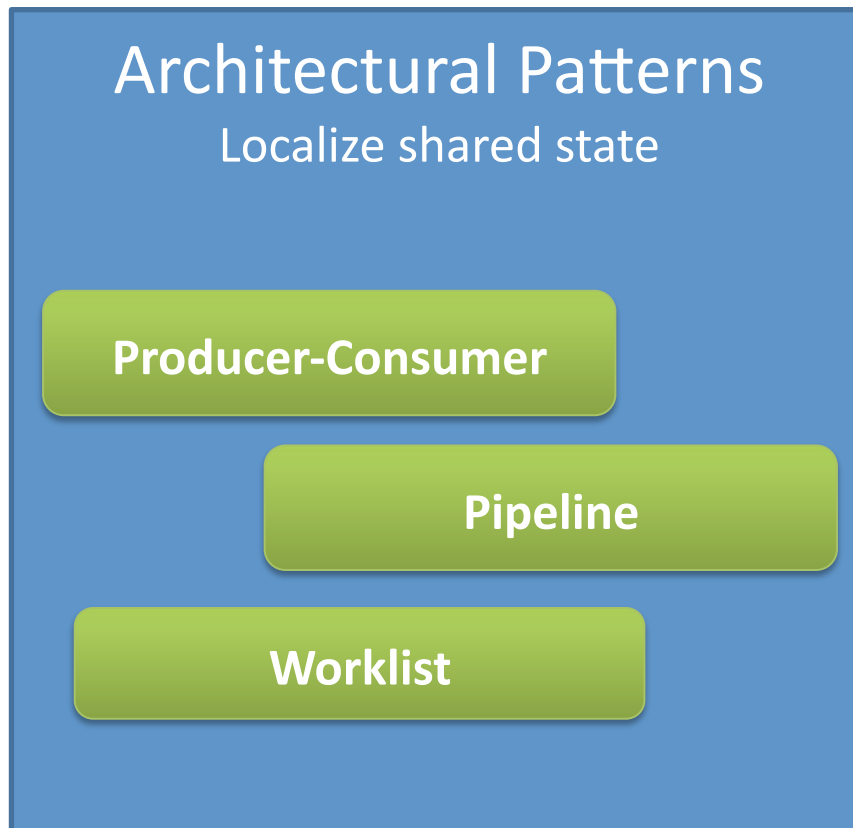 Architectural Patterns
Localize shared state
Producer-Consumer
Pipeline
Worklist